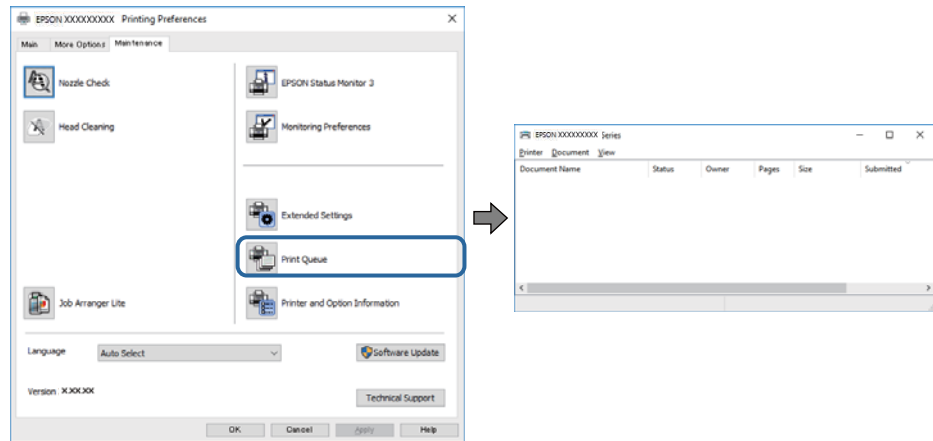 EPSON XXXXXXXXX Printing Preferences
Main More Options Maintenance
Nozzle Check
EPSON Status Monitor 3
Head Cleaning
Monitoring Preferences
Extended Settings
Print Queue
Job Arranger Lite
Printer and Option Information
Language Auto Select Software Update
Version X.XX.XX
Technical Support
OK Cancel Apply Help
EPSON XXXXXXXXX Series
Printer Document View
Document Name Status Owner Pages Size Submitted